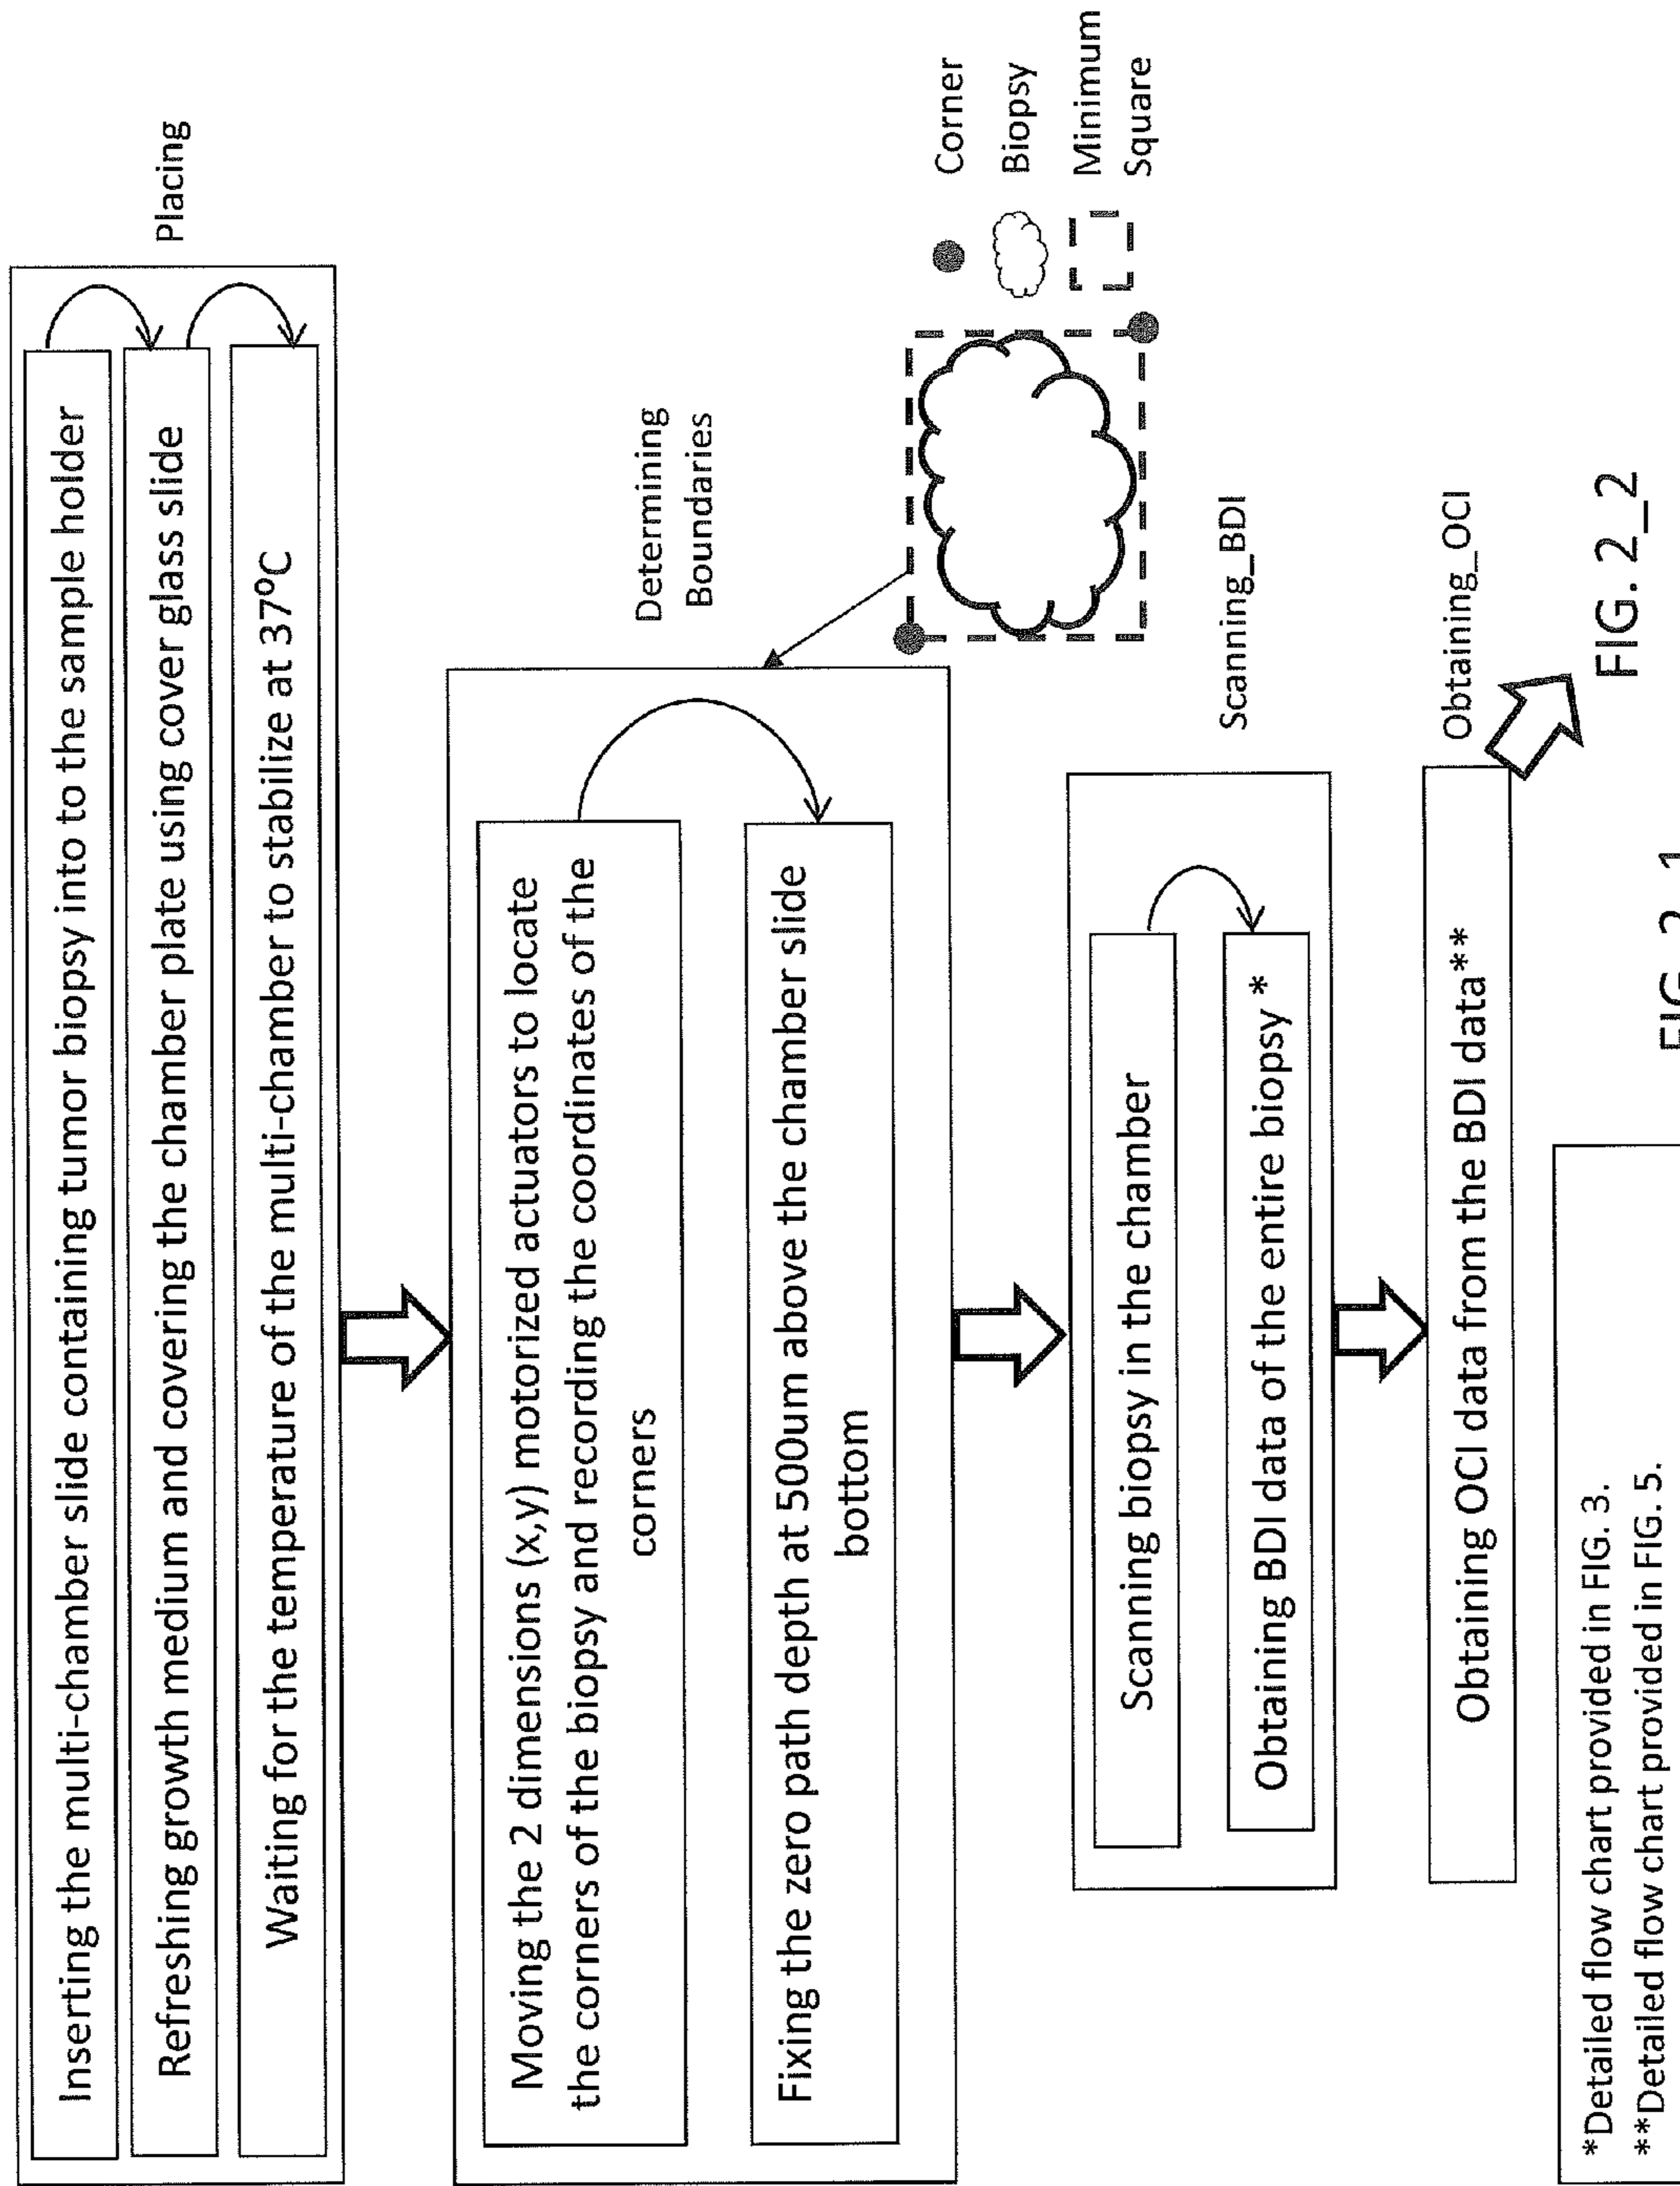 Inserting the multi-chamber slide containing tumor biopsy into to the sample holder
Refreshing growth medium and covering the chamber plate using cover glass slide
Waiting for the temperature of the multi-chamber to stabilize at 37°C
Placing
Moving the 2 dimensions (x,y) motorized actuators to locate
the corners of the biopsy and recording the coordinates of the
corners
Fixing the zero path depth at 500um above the chamber slide
bottom
Determining
Boundaries
Corner
Biopsy
Minimum
Square
Scanning biopsy in the chamber
Obtaining BDI data of the entire biopsy *
Scanning_BDI
Obtaining OCI data from the BDI data**
Obtaining_OCI
FIG. 2_2
*Detailed flow chart provided in FIG. 3.
**Detailed flow chart provided in FIG. 5.
FIG. 2_1